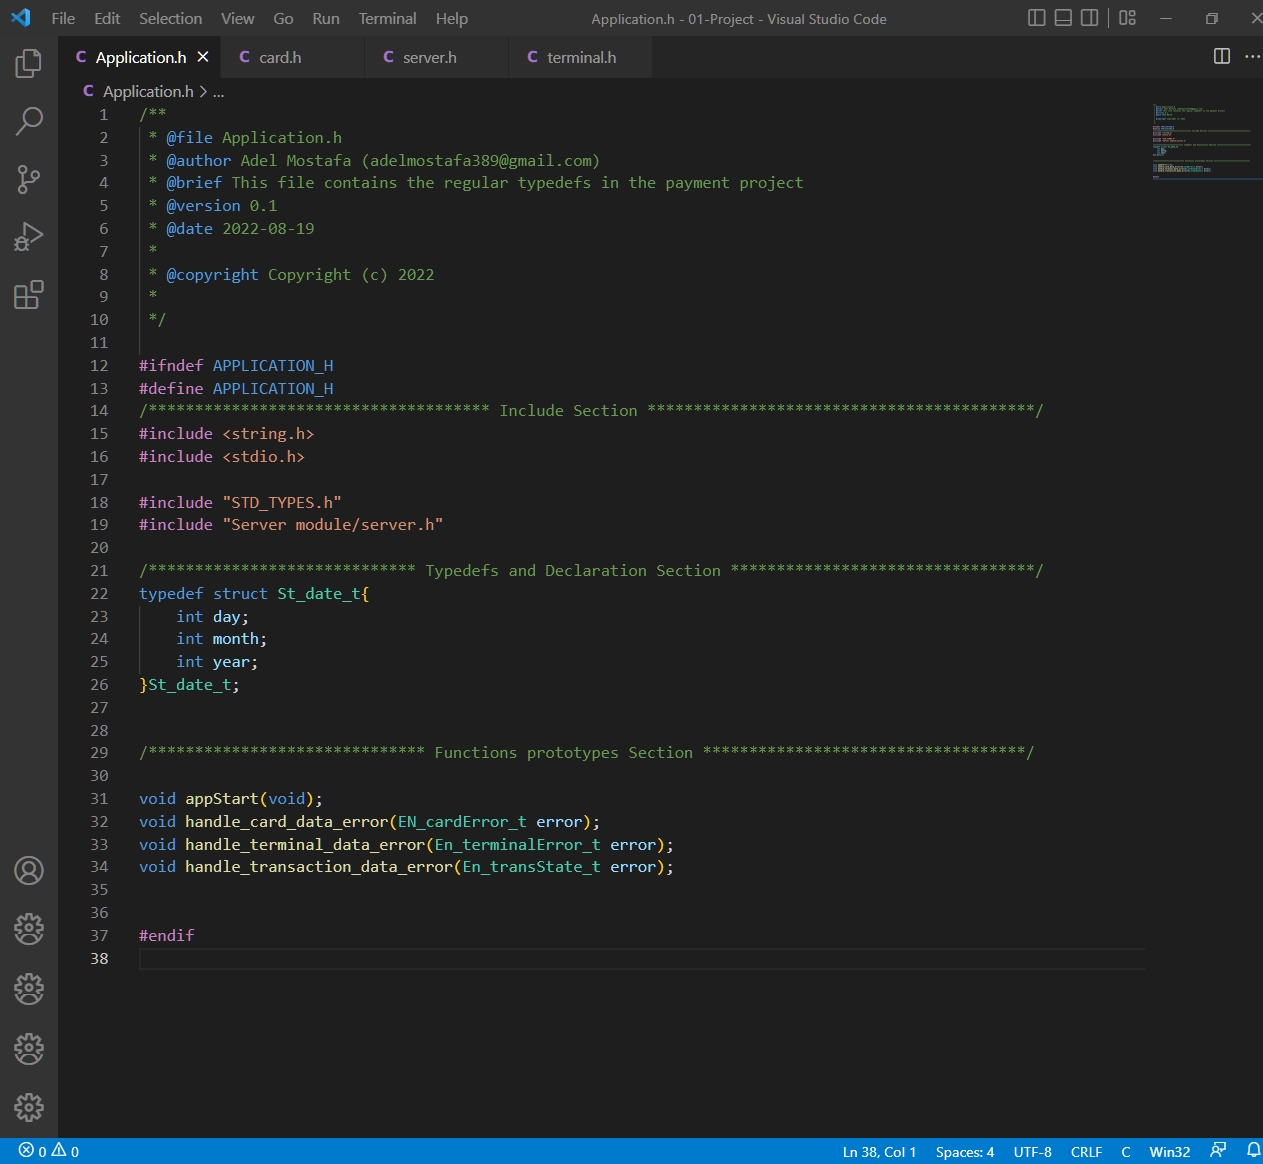 File Edit Selection View Go Run Terminal Help Application.h - 01-Project - Visual Studio Code
C Application.h × C card.h C server.h C terminal.h ...
C Application.h > ...
1 /**
2 * @file Application.h
3 * @author Adel Mostafa (adelmostafa389@gmail.com)
4 * @brief This file contains the regular typedefs in the payment project
5 * @version 0.1
6 * @date 2022-08-19
7 *
8 * @copyright Copyright (c) 2022
9 *
10 */
11
12 #ifndef APPLICATION_H
13 #define APPLICATION_H
14 /************************************* Include Section ******************************************/
15 #include <string.h>
16 #include <stdio.h>
17
18 #include "STD_TYPES.h"
19 #include "Server module/server.h"
20
21 /***************************** Typedefs and Declaration Section *********************************/
22 typedef struct St_date_t{
23 int day;
24 int month;
25 int year;
26 }St_date_t;
27
28
29 /****************************** Functions prototypes Section ***********************************/
30
31 void appStart(void);
32 void handle_card_data_error(EN_cardError_t error);
33 void handle_terminal_data_error(En_terminalError_t error);
34 void handle_transaction_data_error(En_transState_t error);
35
36
37 #endif
38
0 0 Ln 38, Col 1 Spaces: 4 UTF-8 CRLF C Win32